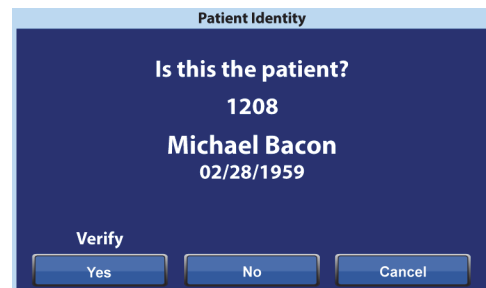 Patient Identity
Is this the patient?
1208
Michael Bacon
02/28/1959
Verify
Yes No Cancel